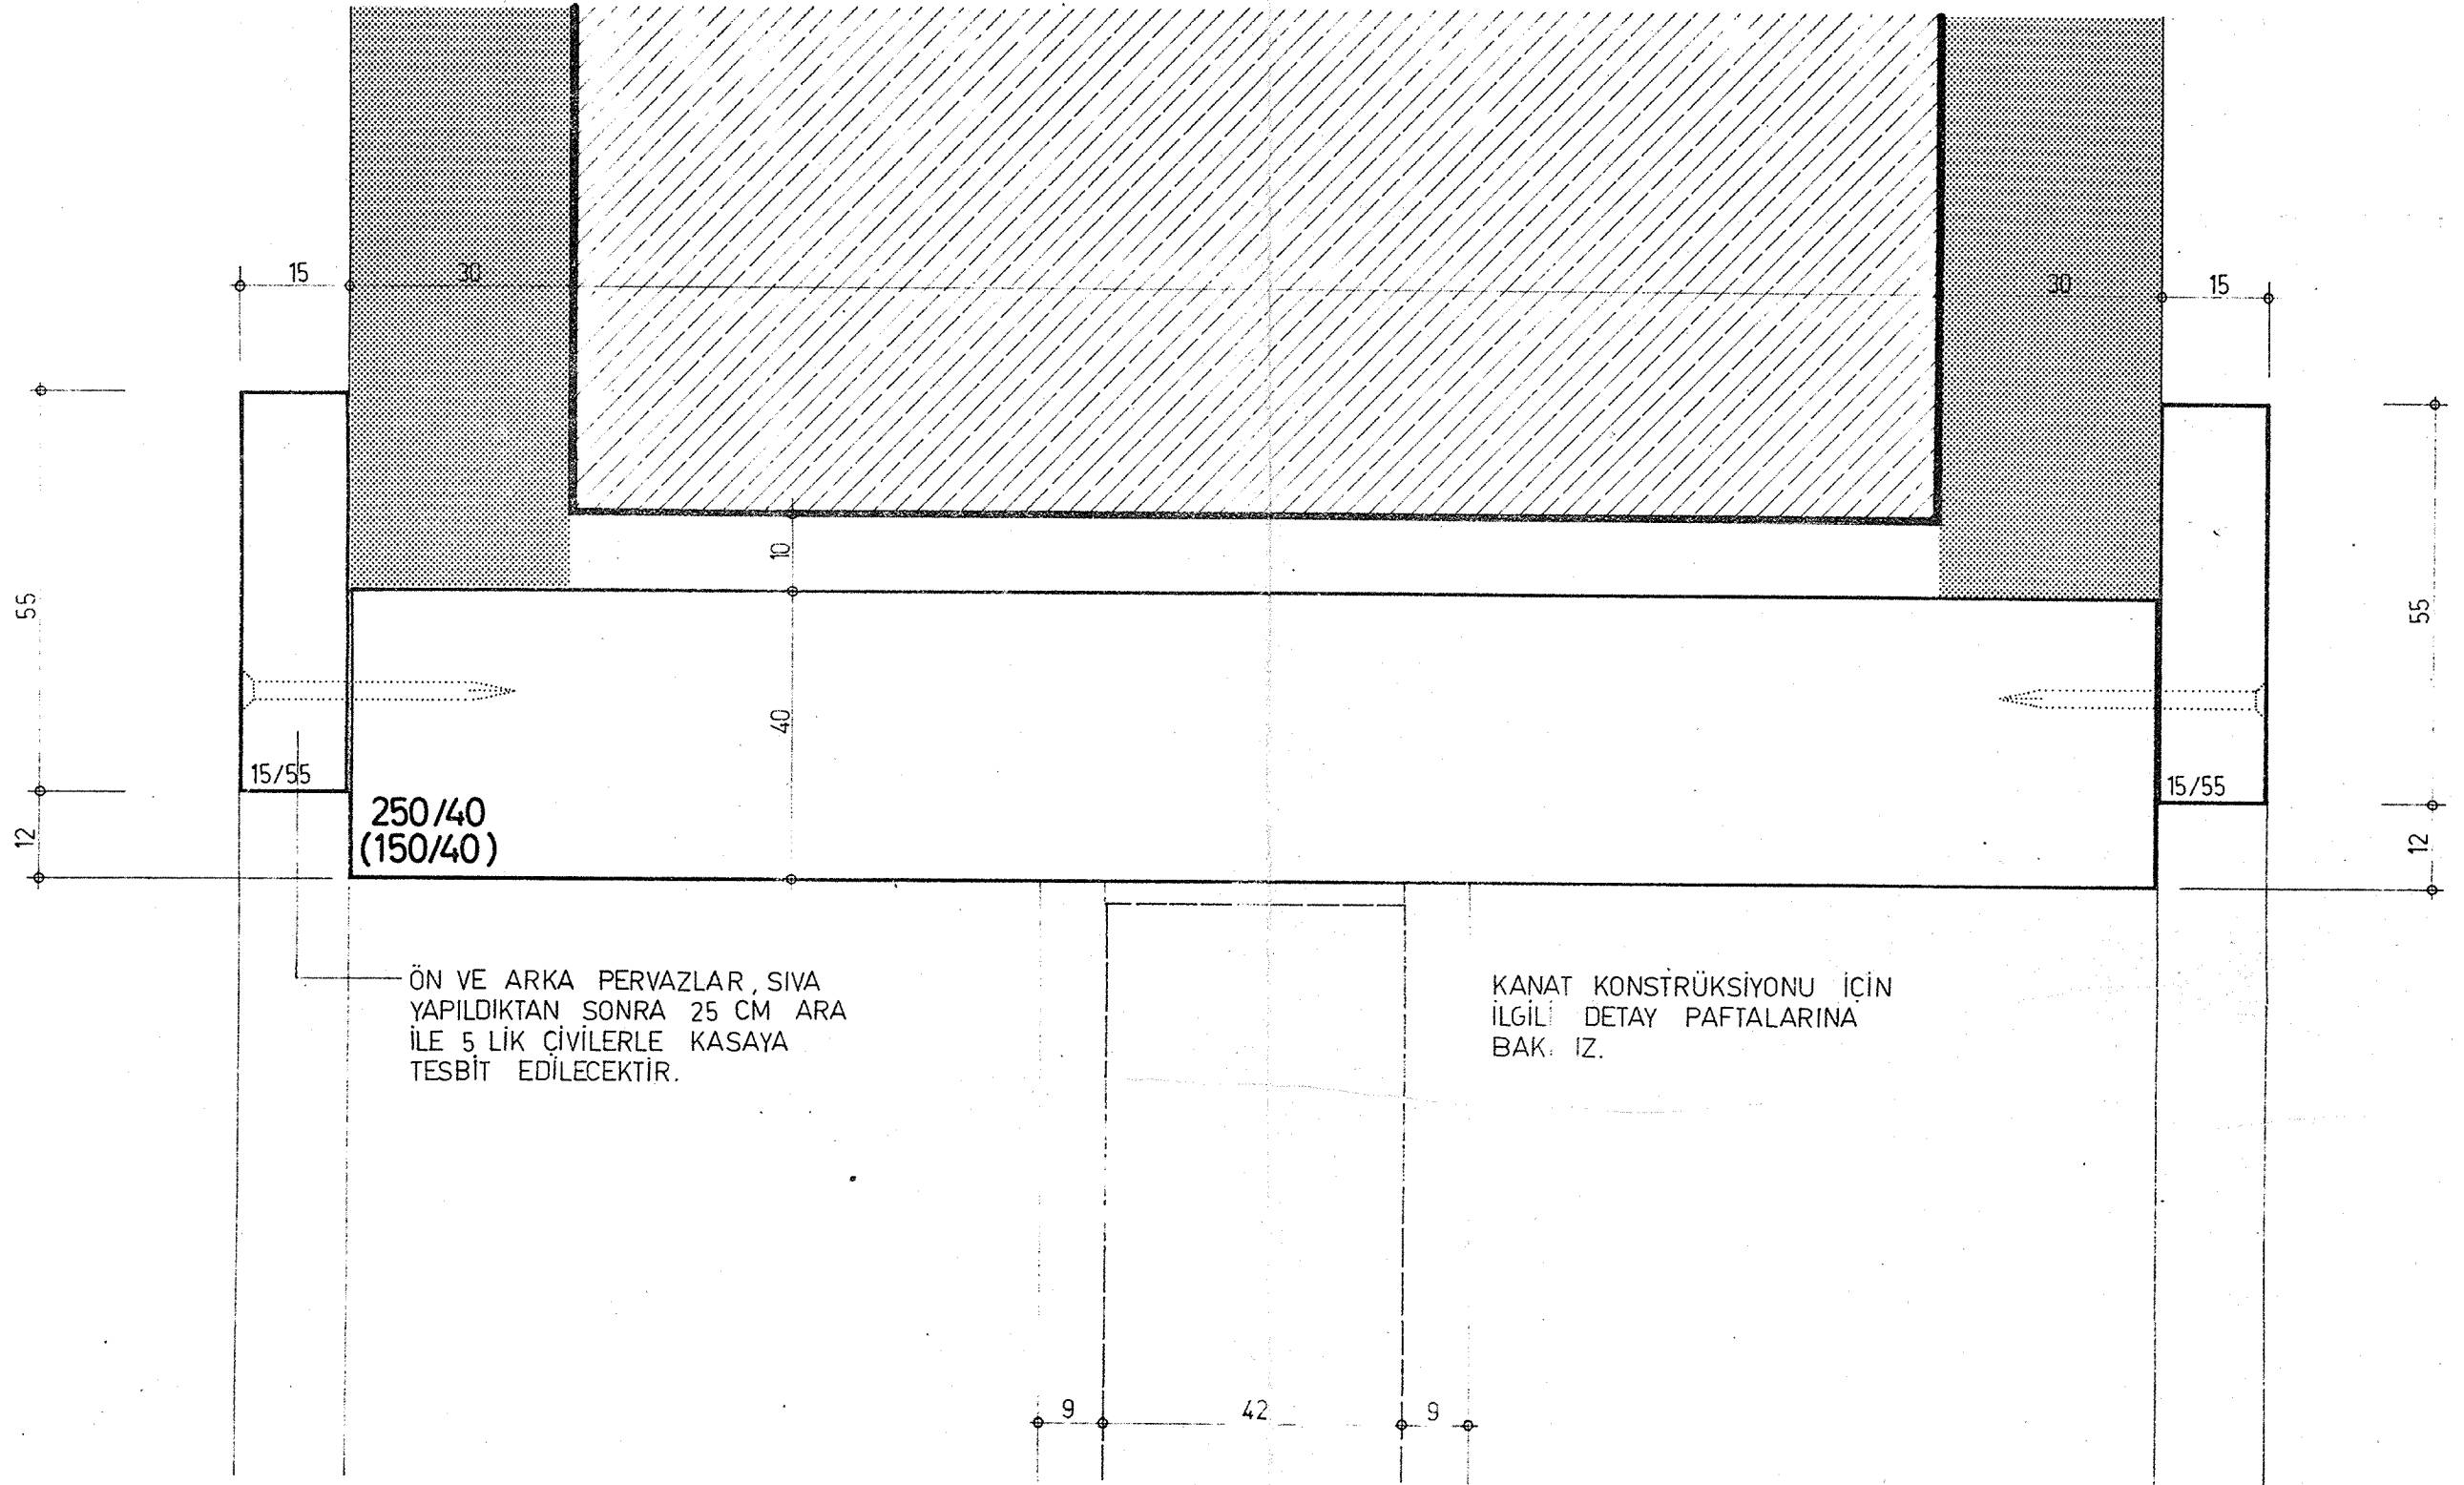 15
30
30
15
10
55
55
40
15/55
15/55
250/40
(150/40)
12
12
ÖN VE ARKA PERVAZLAR, SIVA
YAPILDIKTAN SONRA 25 CM ARA
İLE 5 LİK ÇİVİLERLE KASAYA
TESBİT EDİLECEKTİR.
KANAT KONSTRÜKSİYONU İÇİN
İLGİLİ DETAY PAFTALARINA
BAK. IZ.
9
42
9